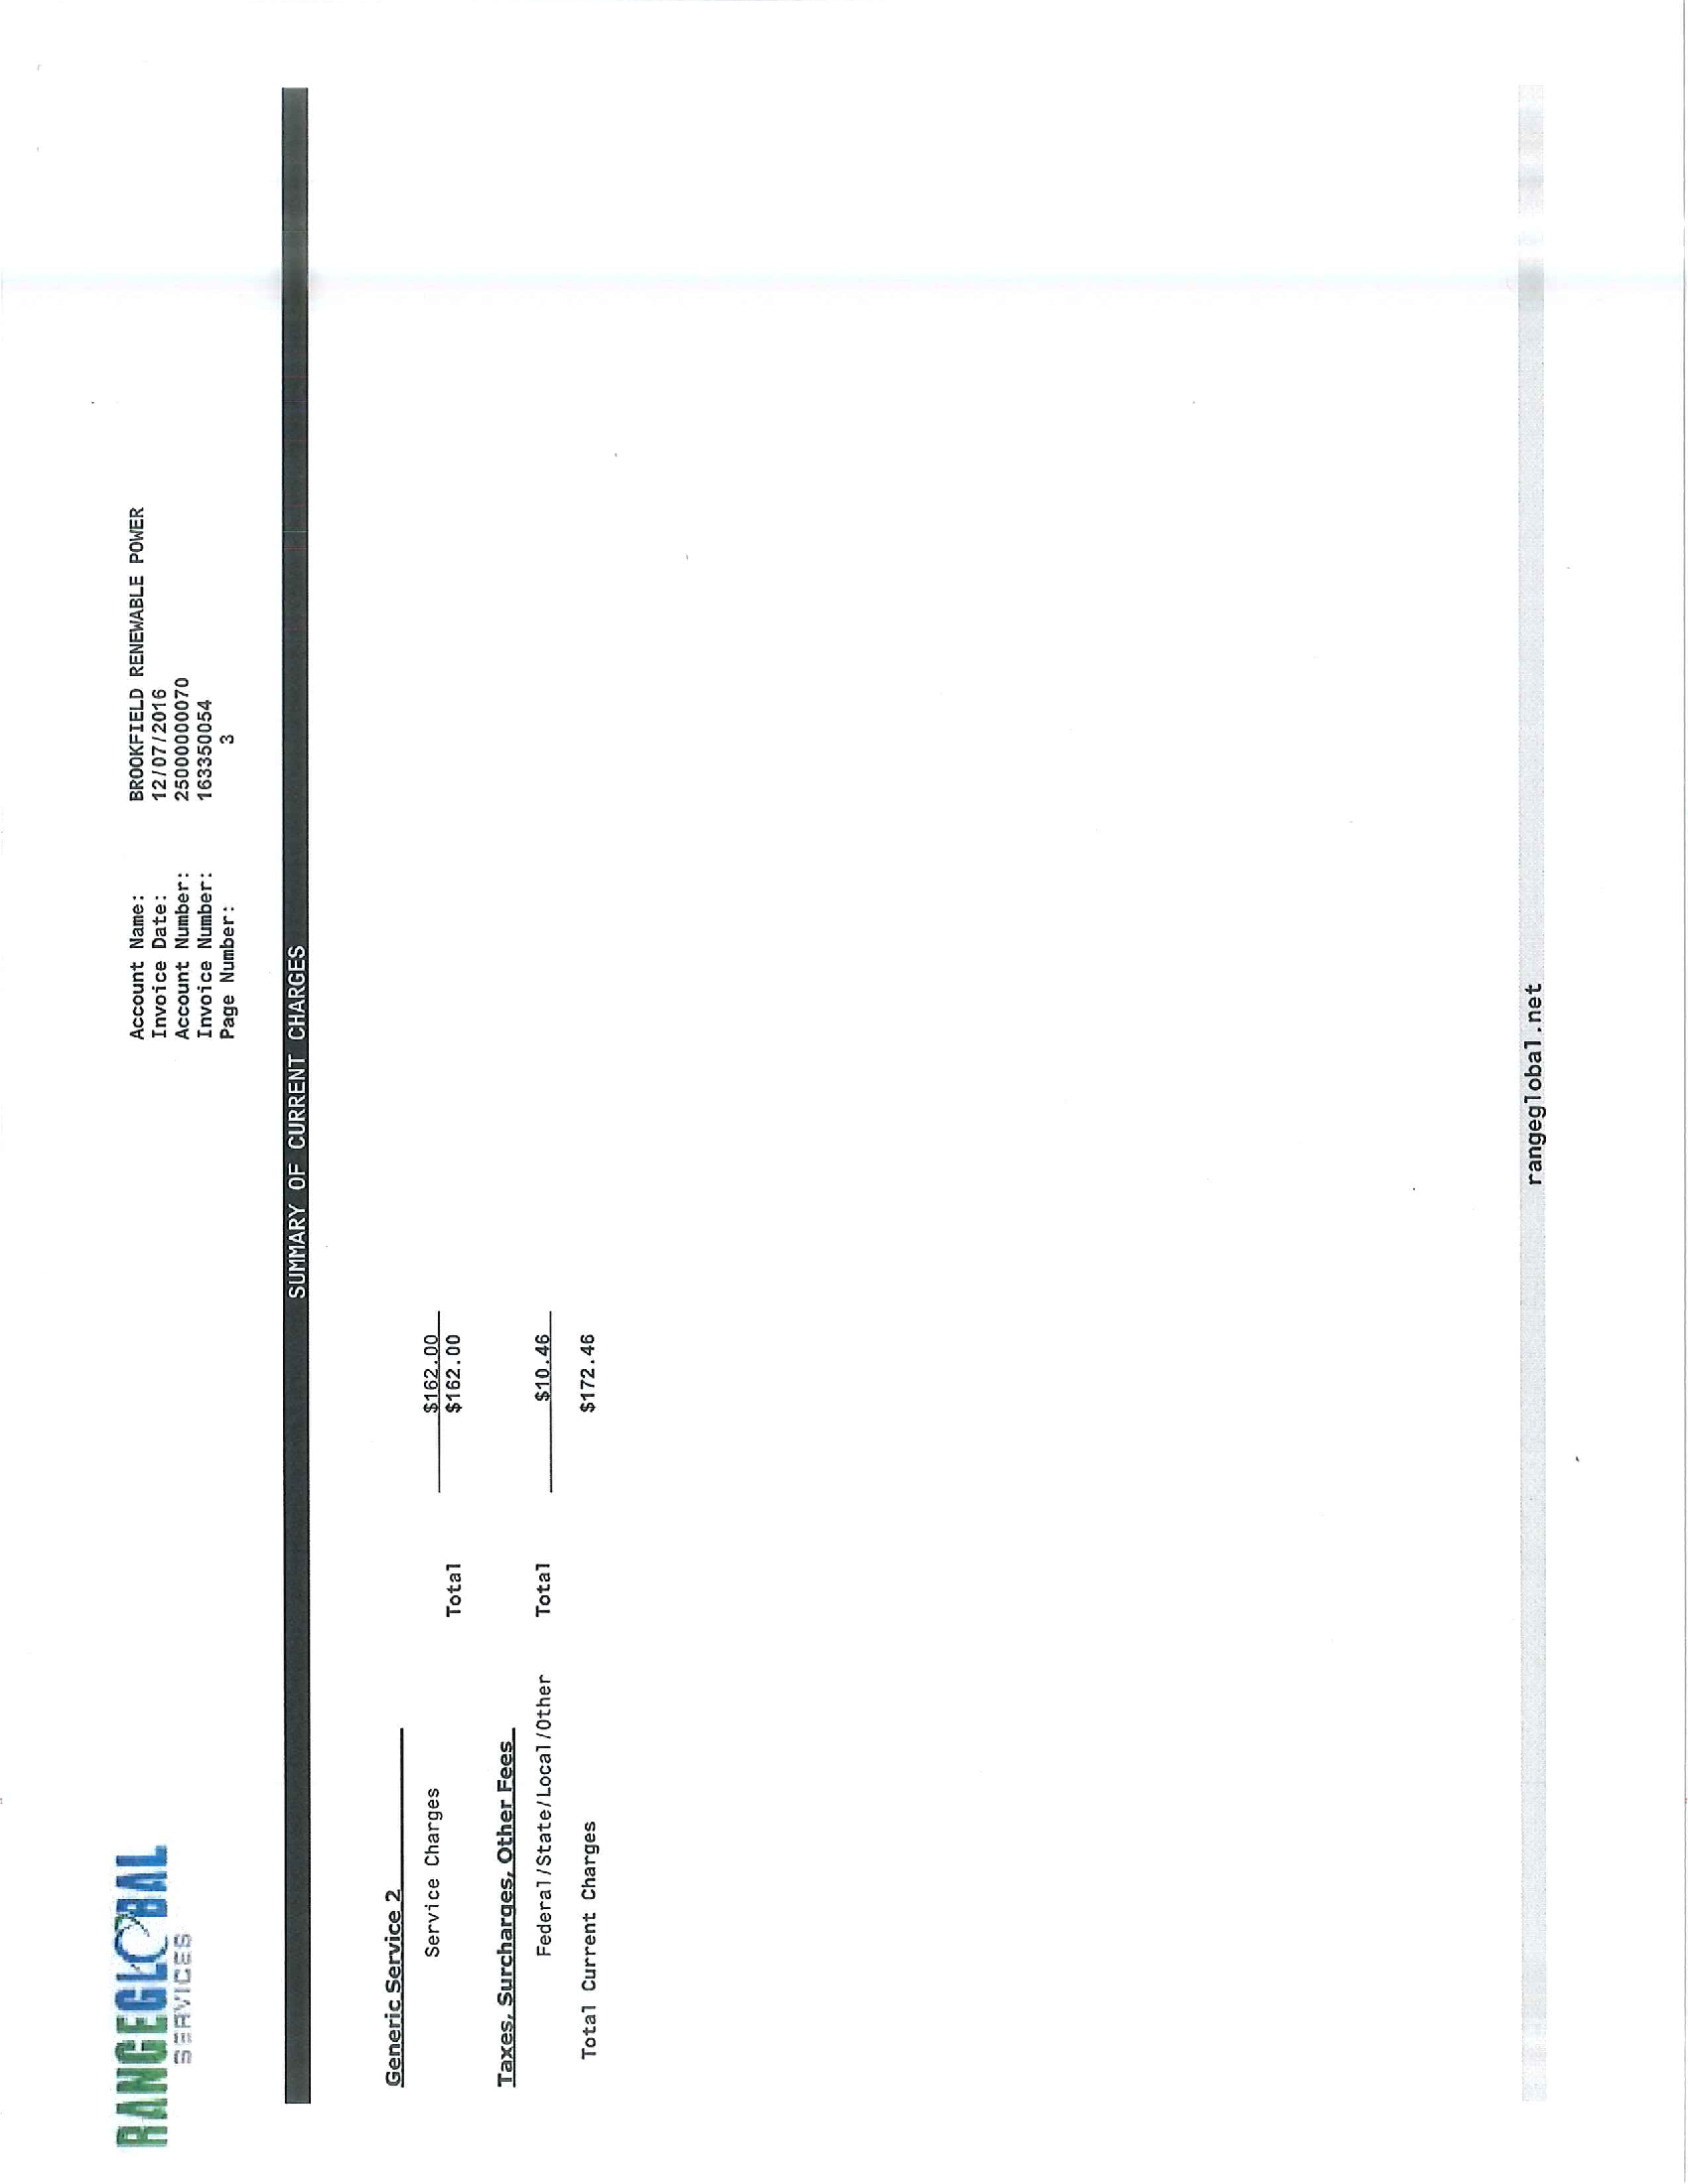 RANGEGLOBAL
SERVICES
Account Name: BROOKFIELD RENEWABLE POWER
Invoice Date: 12/07/2016
Account Number: 25000000070
Invoice Number: 163350054
Page Number: 3
SUMMARY OF CURRENT CHARGES
Generic Service 2
Service Charges $162.00
Total $162.00
Taxes, Surcharges, Other Fees
Federal/State/Local/Other Total $10.46
Total Current Charges $172.46
rangeglobal.net